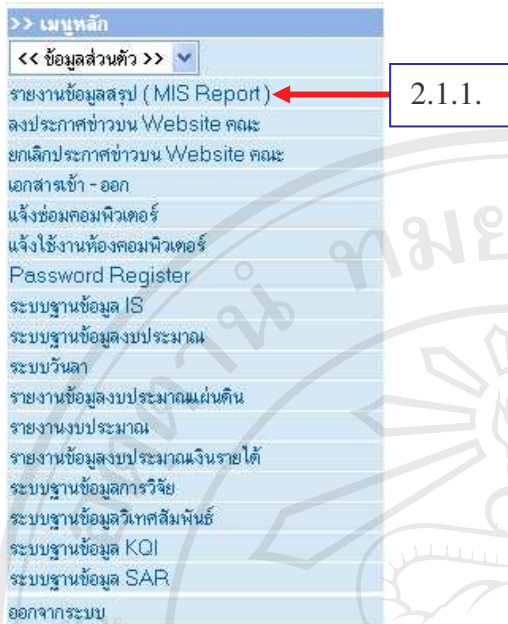 >> เมนูหลัก
<< ข้อมูลส่วนตัว >>
รายงานข้อมูลสรุป ( MIS Report )
2.1.1.
ลงประกาศข่าวบน Website คณะ
ยกเลิกประกาศข่าวบน Website คณะ
เอกสารเข้า - ออก
แจ้งซ่อมคอมพิวเตอร์
แจ้งใช้งานห้องคอมพิวเตอร์
Password Register
ระบบฐานข้อมูล IS
ระบบฐานข้อมูลงบประมาณ
ระบบวันลา
รายงานข้อมูลงบประมาณแผ่นดิน
รายงานงบประมาณ
รายงานข้อมูลงบประมาณเงินรายได้
ระบบฐานข้อมูลการวิจัย
ระบบฐานข้อมูลวิเทศสัมพันธ์
ระบบฐานข้อมูล KQI
ระบบฐานข้อมูล SAR
ออกจากระบบ